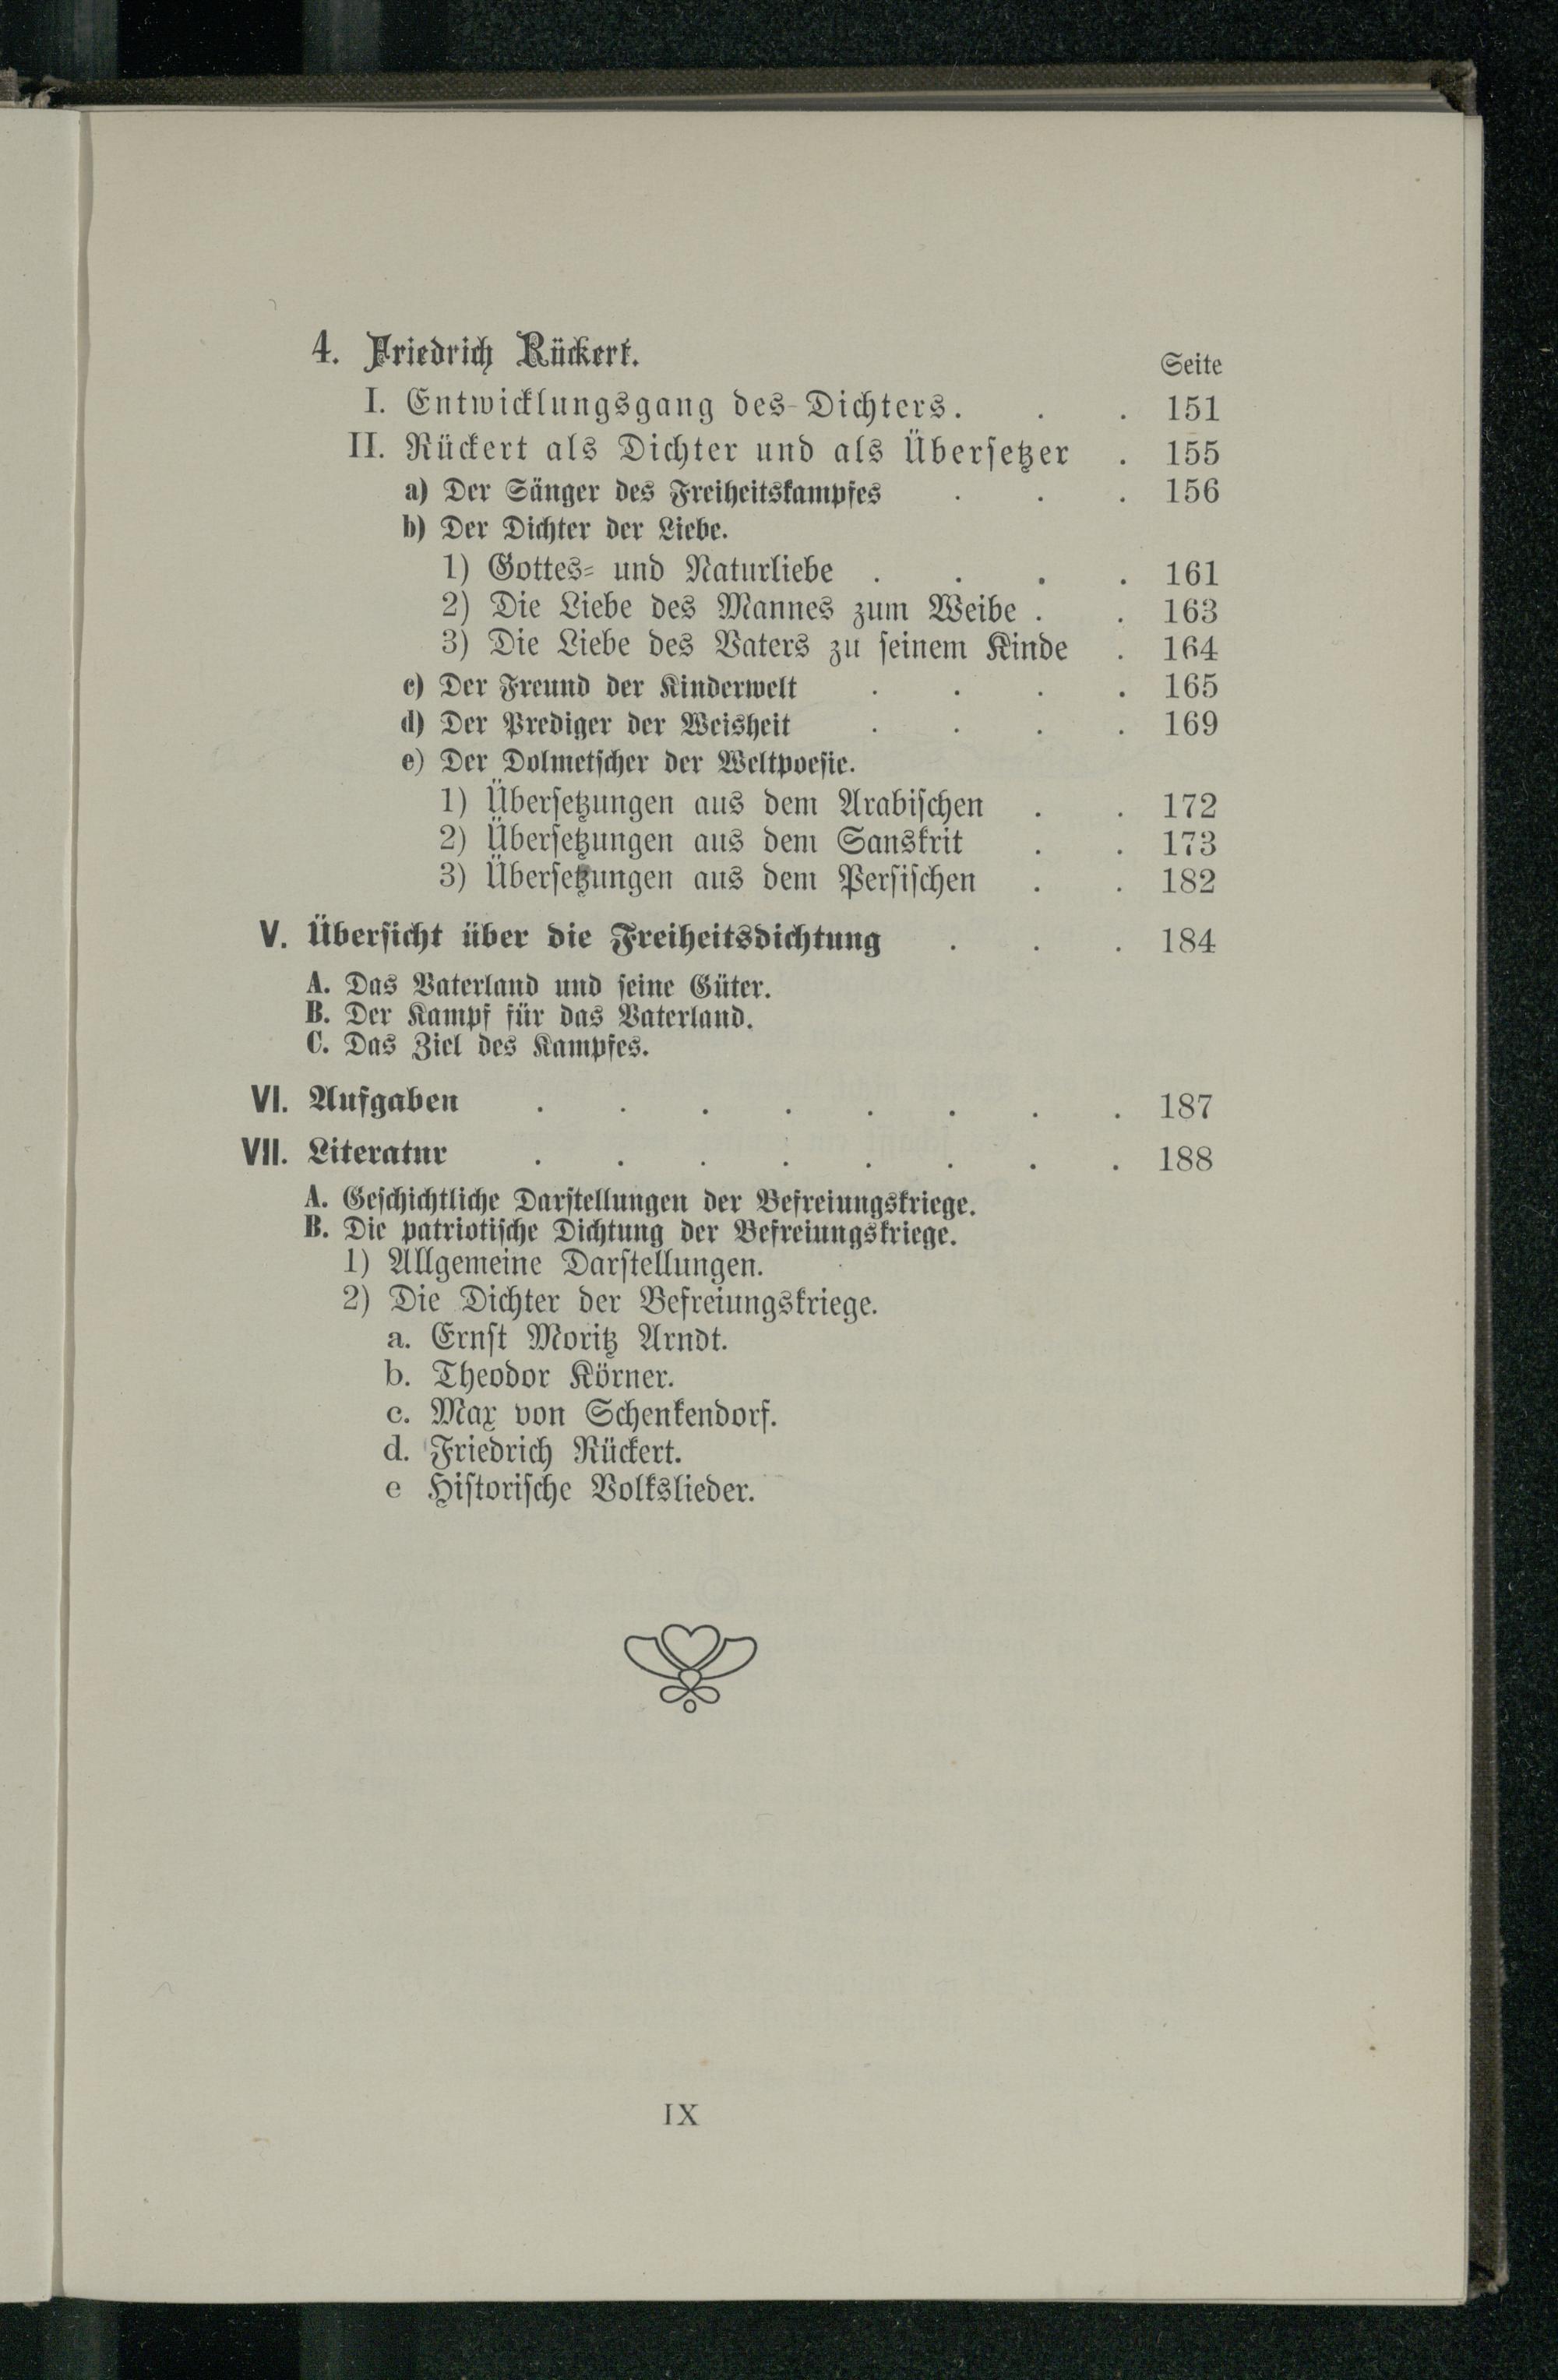 4. Friedrich Rückert.
Seite
I. Entwicklungsgang des Dichters. . . 151
II. Rückert als Dichter und als Übersetzer . 155
a) Der Sänger des Freiheitskampfes . . . 156
b) Der Dichter der Liebe.
1) Gottes- und Naturliebe . . . . 161
2) Die Liebe des Mannes zum Weibe . . 163
3) Die Liebe des Vaters zu seinem Kinde . 164
c) Der Freund der Kinderwelt . . . . 165
d) Der Prediger der Weisheit . . . . 169
e) Der Dolmetscher der Weltpoesie.
1) Übersetzungen aus dem Arabischen . . 172
2) Übersetzungen aus dem Sanskrit . . 173
3) Übersetzungen aus dem Persischen . . 182
V. Übersicht über die Freiheitsdichtung . . . 184
A. Das Vaterland und seine Güter.
B. Der Kampf für das Vaterland.
C. Das Ziel des Kampfes.
VI. Aufgaben . . . . . . . . 187
VII. Literatur . . . . . . . . 188
A. Geschichtliche Darstellungen der Befreiungskriege.
B. Die patriotische Dichtung der Befreiungskriege.
1) Allgemeine Darstellungen.
2) Die Dichter der Befreiungskriege.
a. Ernst Moritz Arndt.
b. Theodor Körner.
c. Max von Schenkendorf.
d. Friedrich Rückert.
e Historische Volkslieder.
IX